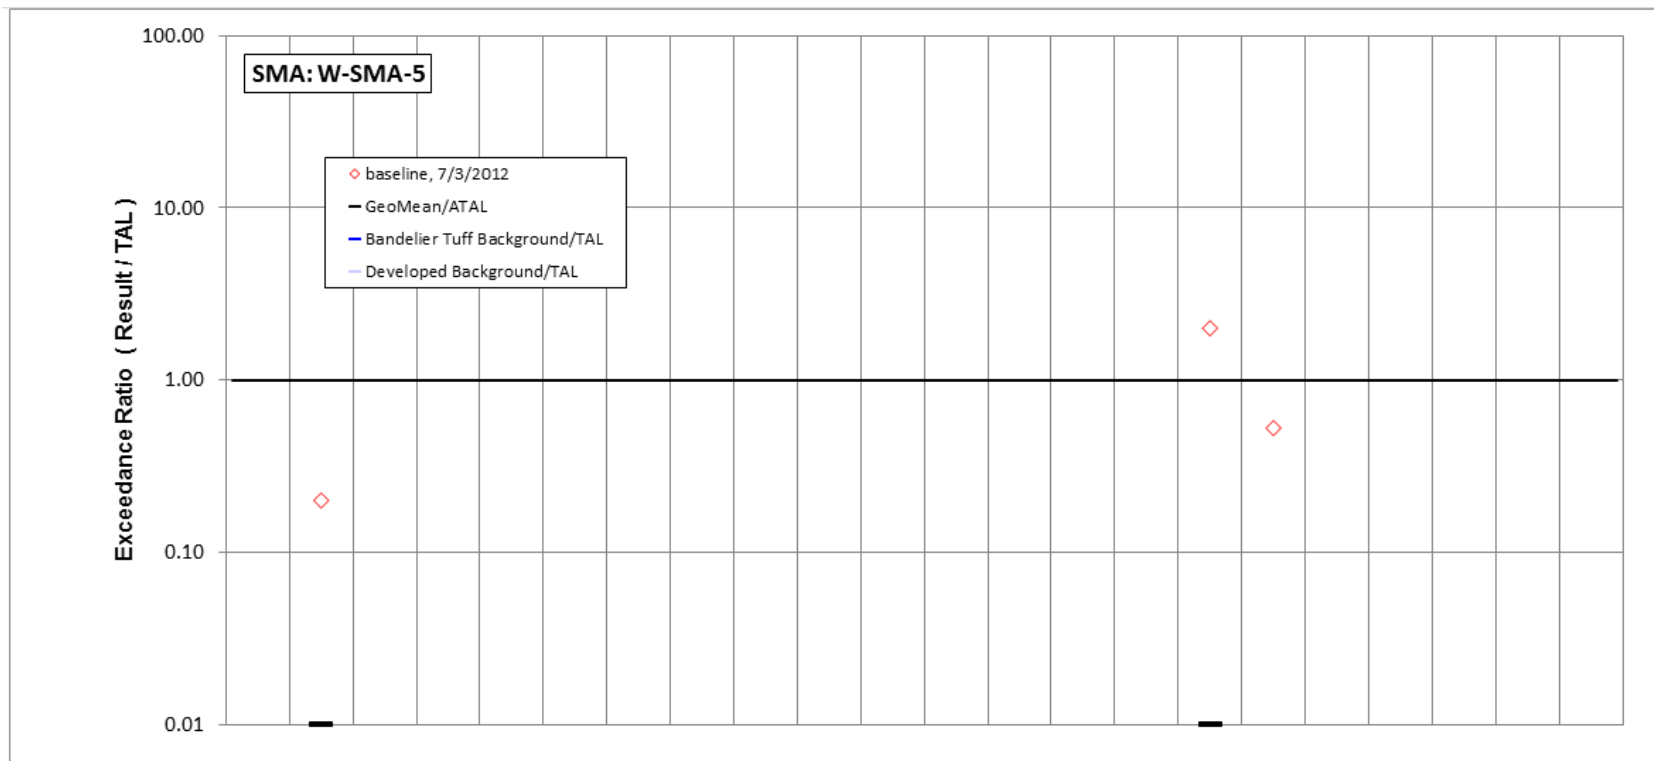 100.00
SMA: W-SMA-5
baseline, 7/3/2012
GeoMean/ATAL
Bandelier Tuff Background/TAL
Developed Background/TAL
10.00
1.00
0.10
0.01
Exceedance Ratio ( Result / TAL )